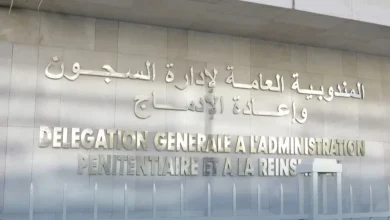 المندوبية العامة لإدارة السجون
وإعادة الإدماج
DELEGATION GENERALE A L'ADMINISTRATION
PENITENTIAIRE ET A LA